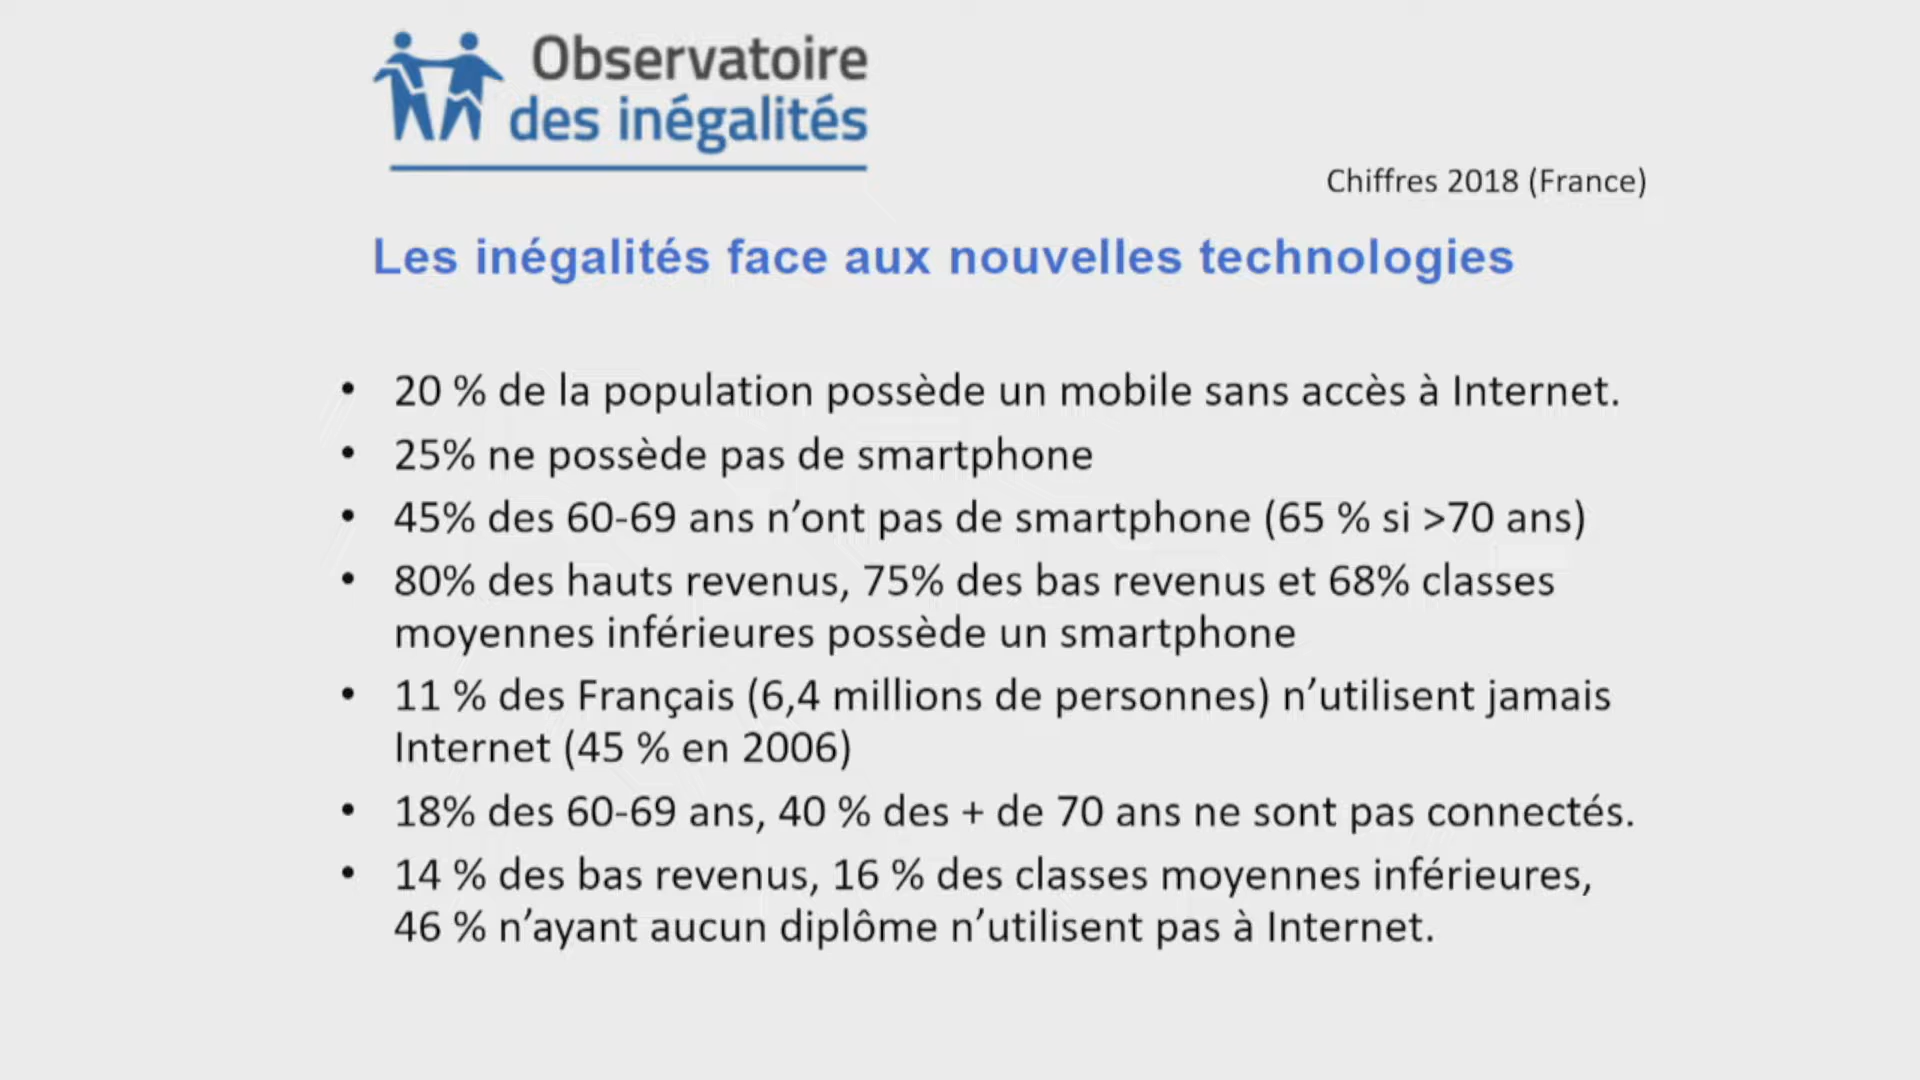 Observatoire
des inégalités
Chiffres 2018 (France)
Les inégalités face aux nouvelles technologies
• 20 % de la population possède un mobile sans accès à Internet.
• 25% ne possède pas de smartphone
• 45% des 60-69 ans n’ont pas de smartphone (65 % si >70 ans)
• 80% des hauts revenus, 75% des bas revenus et 68% classes
moyennes inférieures possède un smartphone
• 11 % des Français (6,4 millions de personnes) n’utilisent jamais
Internet (45 % en 2006)
• 18% des 60-69 ans, 40 % des + de 70 ans ne sont pas connectés.
• 14 % des bas revenus, 16 % des classes moyennes inférieures,
46 % n’ayant aucun diplôme n’utilisent pas à Internet.